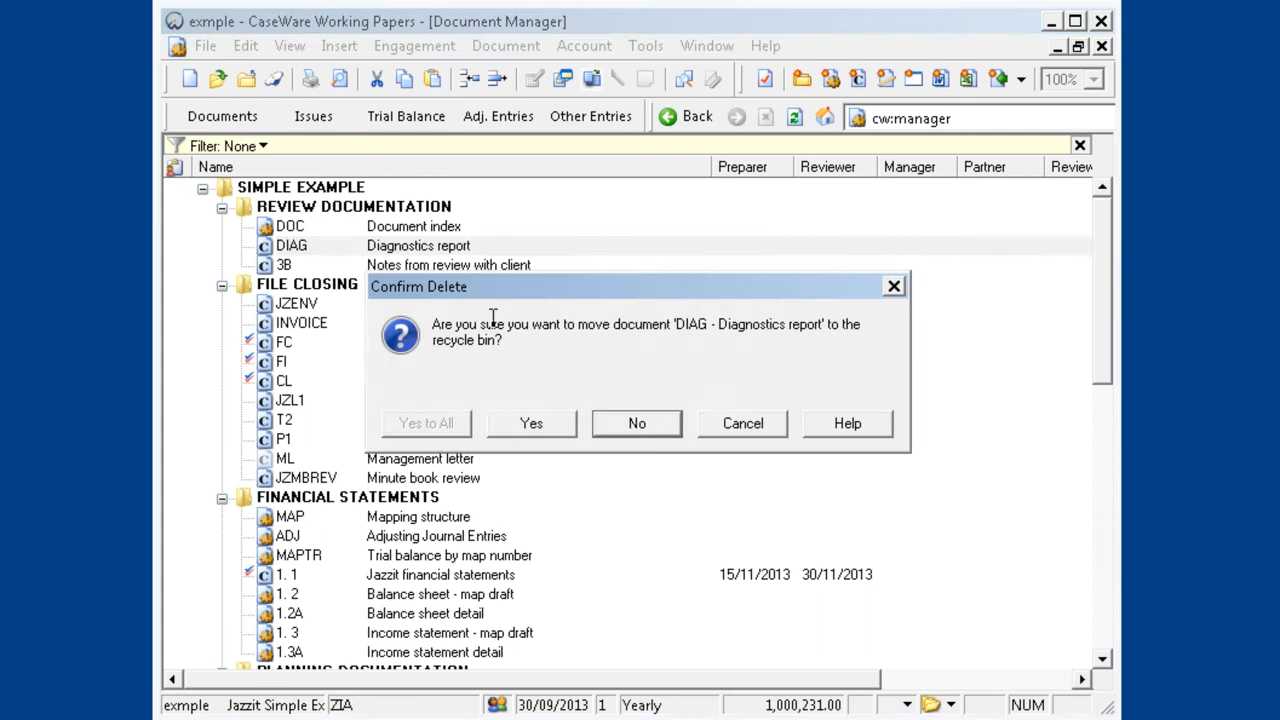 exmple - CaseWare Working Papers - [Document Manager]
File Edit View Insert Engagement Document Account Tools Window Help
100%
Documents Issues Trial Balance Adj. Entries Other Entries Back cw:manager
Filter: None
Name Preparer Reviewer Manager Partner Review
SIMPLE EXAMPLE
REVIEW DOCUMENTATION
DOC Document index
DIAG Diagnostics report
3B Notes from review with client
FILE CLOSING
Confirm Delete
JZENV
INVOICE
Are you sure you want to move document 'DIAG - Diagnostics report' to the
recycle bin?
FC
FI
CL
JZL1
T2
Yes to All Yes No Cancel Help
P1
ML Management letter
JZMBREV Minute book review
FINANCIAL STATEMENTS
MAP Mapping structure
ADJ Adjusting Journal Entries
MAPTR Trial balance by map number
1. 1 Jazzit financial statements 15/11/2013 30/11/2013
1. 2 Balance sheet - map draft
1.2A Balance sheet detail
1. 3 Income statement - map draft
1.3A Income statement detail
PLANNING DOCUMENTATION
exmple Jazzit Simple Ex ZIA 30/09/2013 1 Yearly 1,000,231.00 NUM